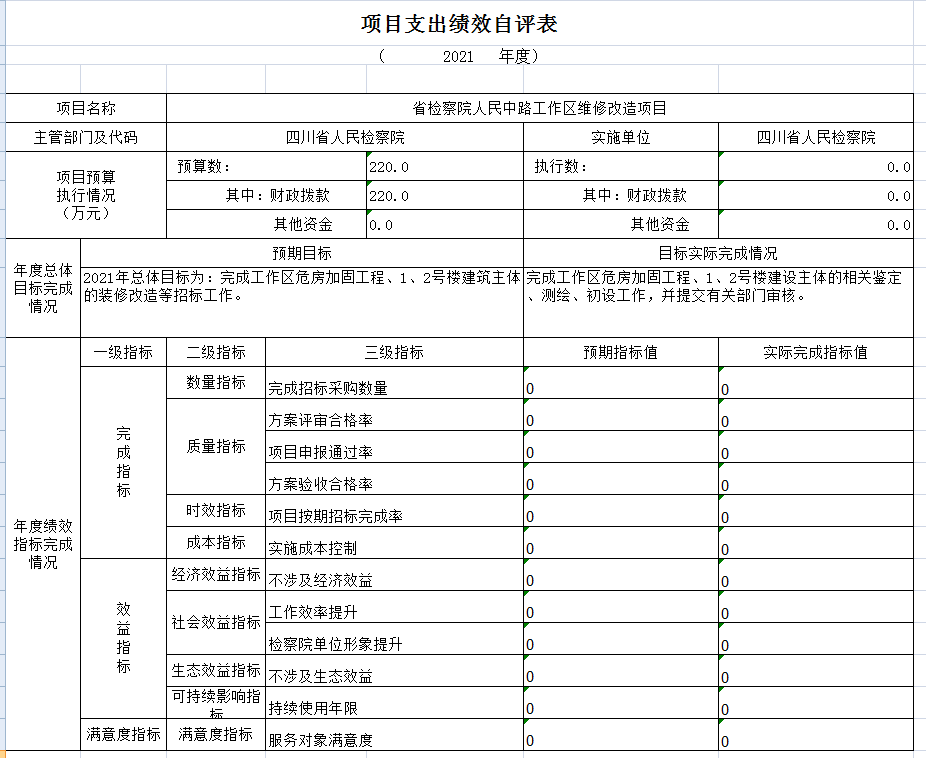 项目支出绩效自评表
( 2021 年度)
项目名称 省检察院人民中路工作区维修改造项目
主管部门及代码 四川省人民检察院 实施单位 四川省人民检察院
项目预算
执行情况
(万元)
预算数: 220.0 执行数: 0.0
其中: 财政拨款 220.0 其中: 财政拨款 0.0
其他资金 0.0 其他资金 0.0
年度总体
目标完成
情况
预期目标 目标实际完成情况
2021年总体目标为: 完成工作区危房加固工程、1、2号楼建筑主体
的装修改造等招标工作。
完成工作区危房加固工程、1、2号楼建设主体的相关鉴定
、测绘、初设工作, 并提交有关部门审核。
年度绩效
指标完成
情况
一级指标 二级指标 三级指标 预期指标值 实际完成指标值
完
成
指
标
数量指标 完成招标采购数量 0 0
质量指标 方案评审合格率 0 0
项目申报通过率 0 0
方案验收合格率 0 0
时效指标 项目按期招标完成率 0 0
成本指标 实施成本控制 0 0
效
益
指
标
经济效益指标 不涉及经济效益 0 0
社会效益指标 工作效率提升 0 0
检察院单位形象提升 0 0
生态效益指标 不涉及生态效益 0 0
可持续影响指
标
持续使用年限 0 0
满意度指标 满意度指标 服务对象满意度 0 0